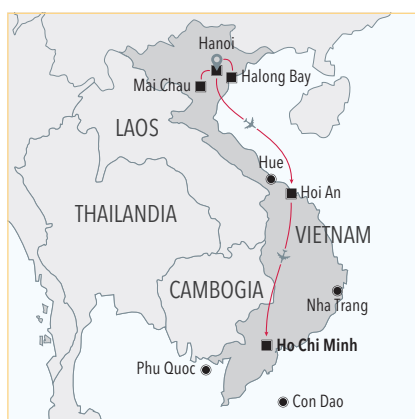 Hanoi
Mai Chau
Halong Bay
LAOS
Hue
Hoi An
THAILANDIA
VIETNAM
CAMBOGIA
Nha Trang
Ho Chi Minh
Phu Quoc
Con Dao